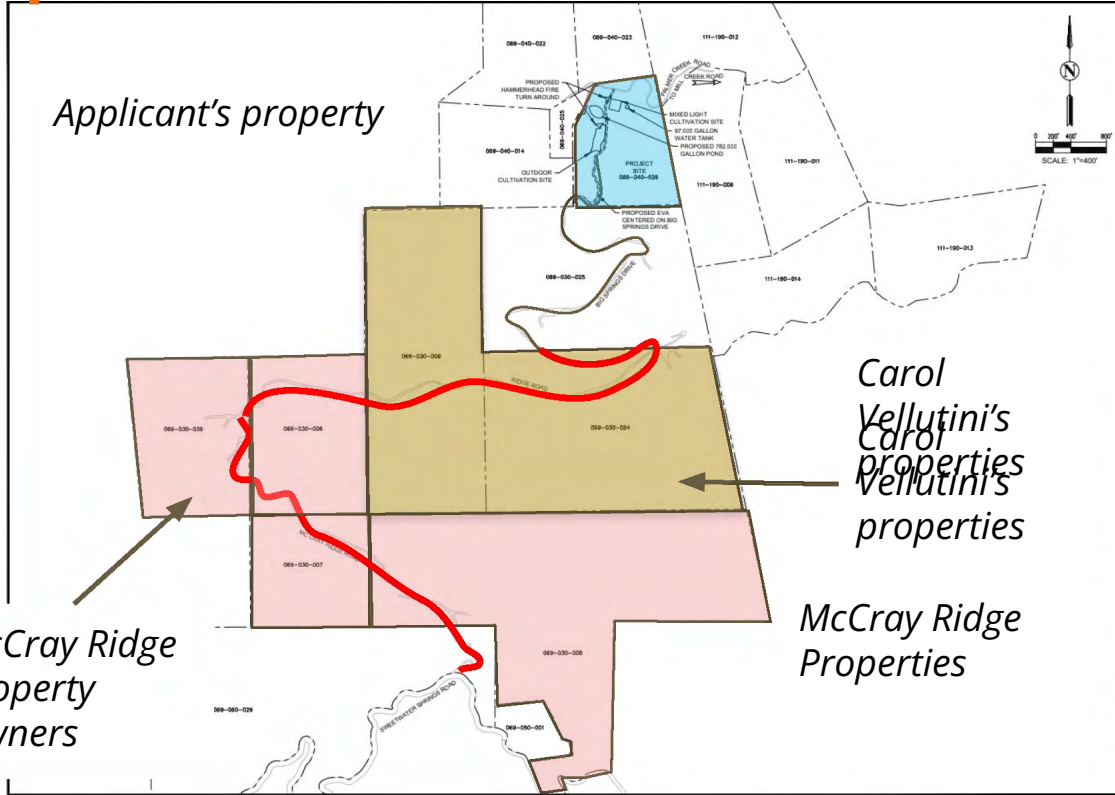 069-040-022
069-040-023
111-190-012
PALMER CREEK ROAD
TO MILL CREEK ROAD
N
Applicant's property
PROPOSED
HAMMERHEAD FIRE
TURN AROUND
069-040-025
MIXED LIGHT
CULTIVATION SITE
97,000 GALLON
WATER TANK
PROPOSED 782,000
GALLON POND
0 200' 400' 800'
SCALE: 1"=400'
069-040-014
OUTDOOR
CULTIVATION SITE
PROJECT
SITE
069-040-026
111-190-011
111-190-009
PROPOSED EVA
CENTERED ON BIG
SPRINGS DRIVE
111-190-013
069-030-025
BIG SPRINGS DRIVE
111-190-014
069-030-009
RIDGE ROAD
Carol
Vellutini's
properties
Carol
Vellutini's
properties
069-030-038
069-030-008
069-030-024
MC CRAY RIDGE
069-030-007
McCray Ridge
Properties
cCray Ridge
operty
wners
069-030-006
SWEETWATER SPRINGS ROAD
069-060-029
069-050-001